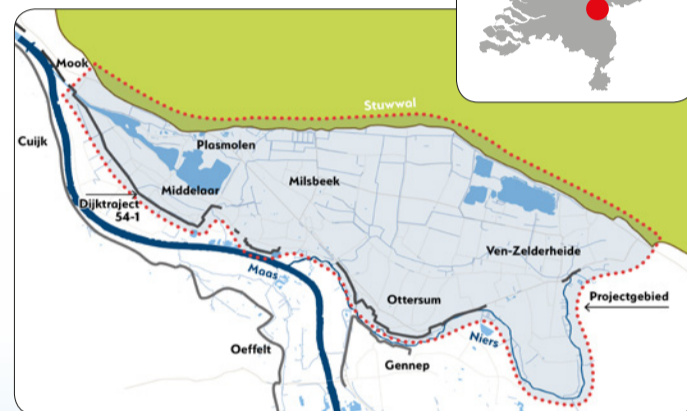 Mook
Stuwwal
Cuijk
Plasmolen
Milsbeek
Middelaar
Dijktraject
54-1
Ven-Zelderheide
Maas
Ottersum
Projectgebied
Niers
Oeffelt
Gennep